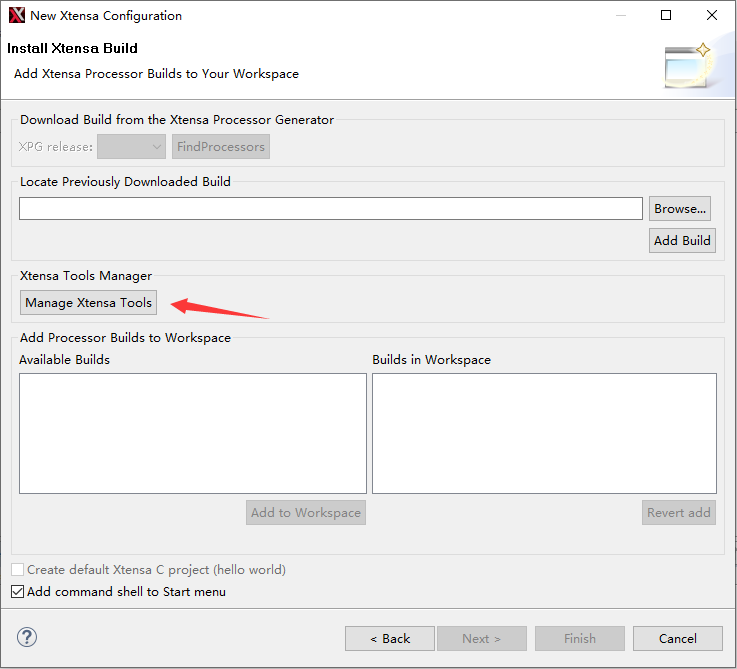 New Xtensa Configuration
Install Xtensa Build
Add Xtensa Processor Builds to Your Workspace
Download Build from the Xtensa Processor Generator
XPG release: FindProcessors
Locate Previously Downloaded Build
Browse...
Add Build
Xtensa Tools Manager
Manage Xtensa Tools
Add Processor Builds to Workspace
Available Builds Builds in Workspace
Add to Workspace Revert add
Create default Xtensa C project (hello world)
Add command shell to Start menu
? < Back Next > Finish Cancel